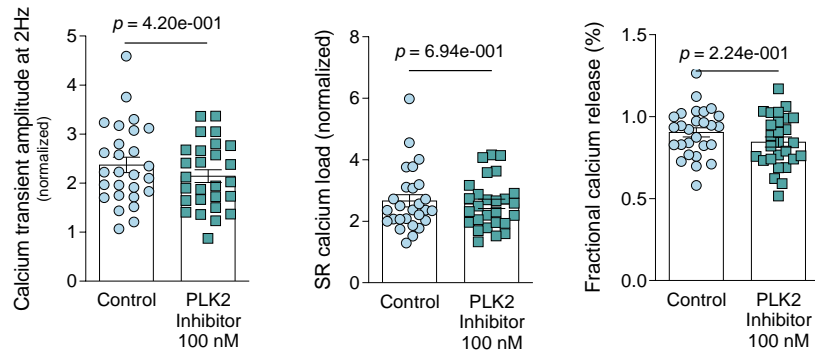 Calcium transient amplitude at 2Hz
(normalized)
5
4
3
2
1
0
p = 4.20e-001
Control
PLK2
Inhibitor
100 nM
SR calcium load (normalized)
8
6
4
2
0
p = 6.94e-001
Control
PLK2
Inhibitor
100 nM
Fractional calcium release (%)
1.5
1.0
0.5
0.0
p = 2.24e-001
Control
PLK2
Inhibitor
100 nM